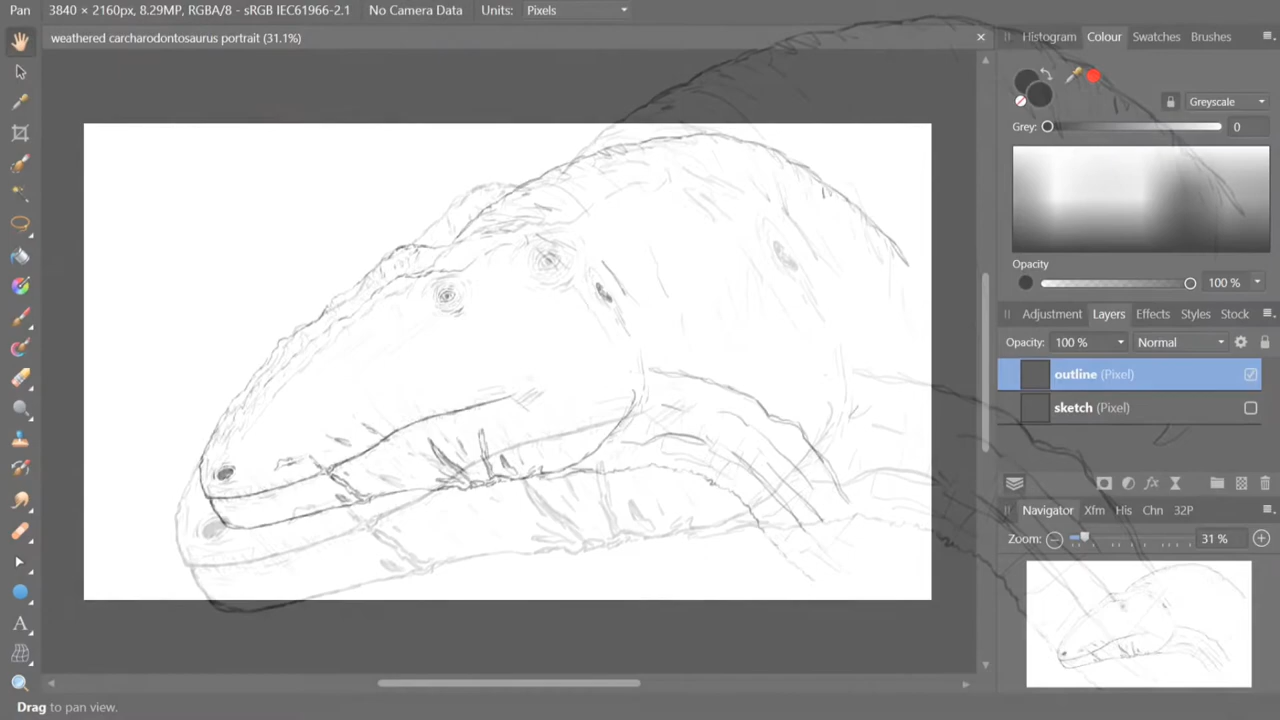 Pan 3840 × 2160px, 8.29MP, RGBA/8 - sRGB IEC61966-2.1 No Camera Data Units: Pixels
weathered carcharodontosaurus portrait (31.1%)
Histogram Colour Swatches Brushes
Greyscale
Grey: 0
Opacity
100 %
Adjustment Layers Effects Styles Stock
Opacity: 100 % Normal
outline (Pixel)
sketch (Pixel)
Navigator Xfm His Chn 32P
Zoom: 31 %
Drag to pan view.